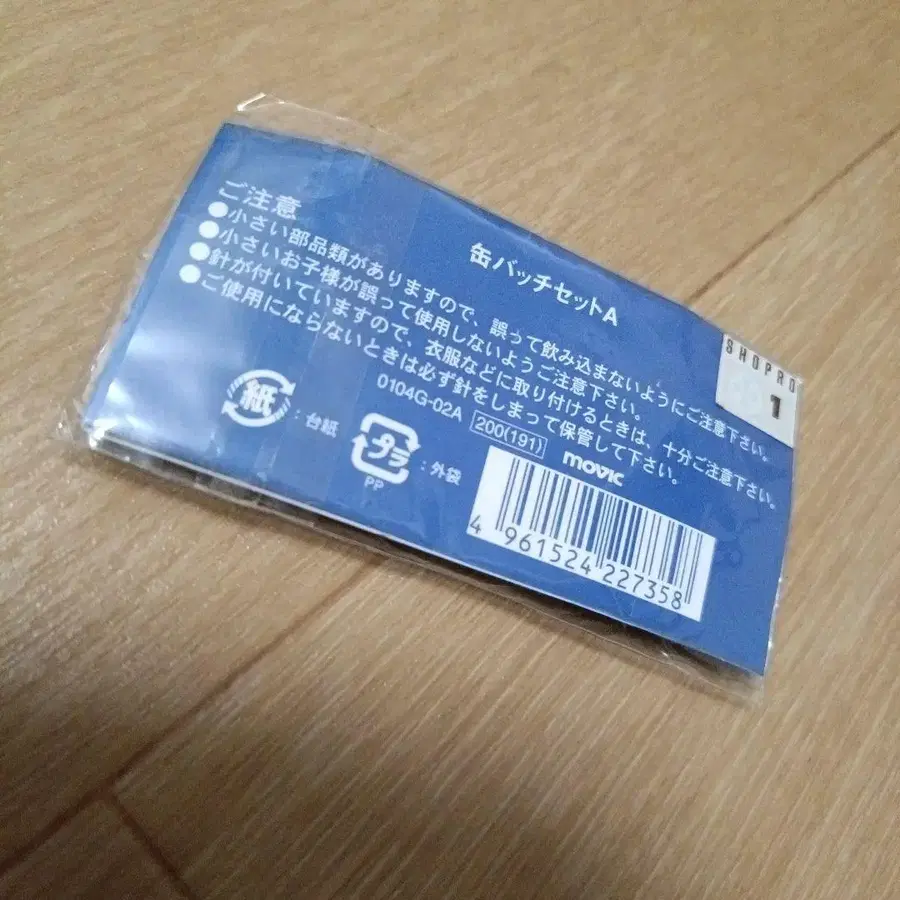 缶バッチセットA
ご注意
●小さい部品類がありますので、誤って飲み込まないようにご注意下さい。
●小さいお子様が誤って使用しないようご注意下さい。
●針が付いていますので、衣服などに取り付けるときは、十分ご注意下さい。
●ご使用にならないときは必ず針をしまって保管して下さい。
紙：台紙
プラ：外袋
PP
0104G-02A
200(191)
movic
4 961524 227358
SHOPRO
1